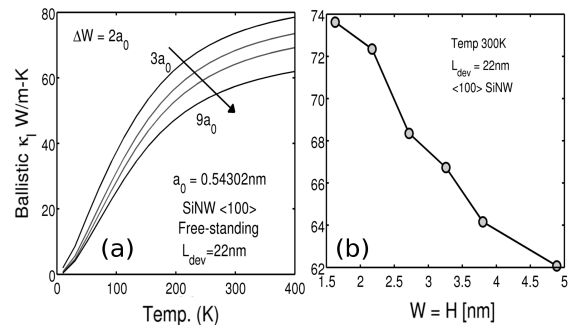 80
60
40
20
0
0
100
200
300
400
Ballistic κl W/m-K
Temp. (K)
ΔW = 2a0
3a0
9a0
a0 = 0.54302nm
SiNW <100>
Free-standing
Ldev =22nm
(a)
74
72
70
68
66
64
62
1.5
2
2.5
3
3.5
4
4.5
5
W = H [nm]
Temp 300K
Ldev = 22nm
<100> SiNW
(b)